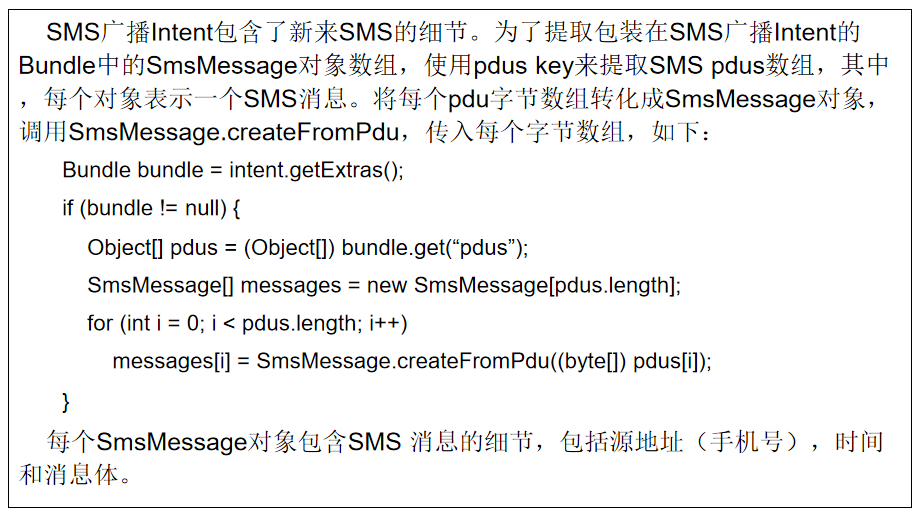 SMS广播Intent包含了新来SMS的细节。为了提取包装在SMS广播Intent的
Bundle中的SmsMessage对象数组，使用pdus key来提取SMS pdus数组，其中
，每个对象表示一个SMS消息。将每个pdu字节数组转化成SmsMessage对象，
调用SmsMessage.createFromPdu，传入每个字节数组，如下：
Bundle bundle = intent.getExtras();
if (bundle != null) {
Object[] pdus = (Object[]) bundle.get(“pdus”);
SmsMessage[] messages = new SmsMessage[pdus.length];
for (int i = 0; i < pdus.length; i++)
messages[i] = SmsMessage.createFromPdu((byte[]) pdus[i]);
}
每个SmsMessage对象包含SMS 消息的细节，包括源地址（手机号），时间
和消息体。